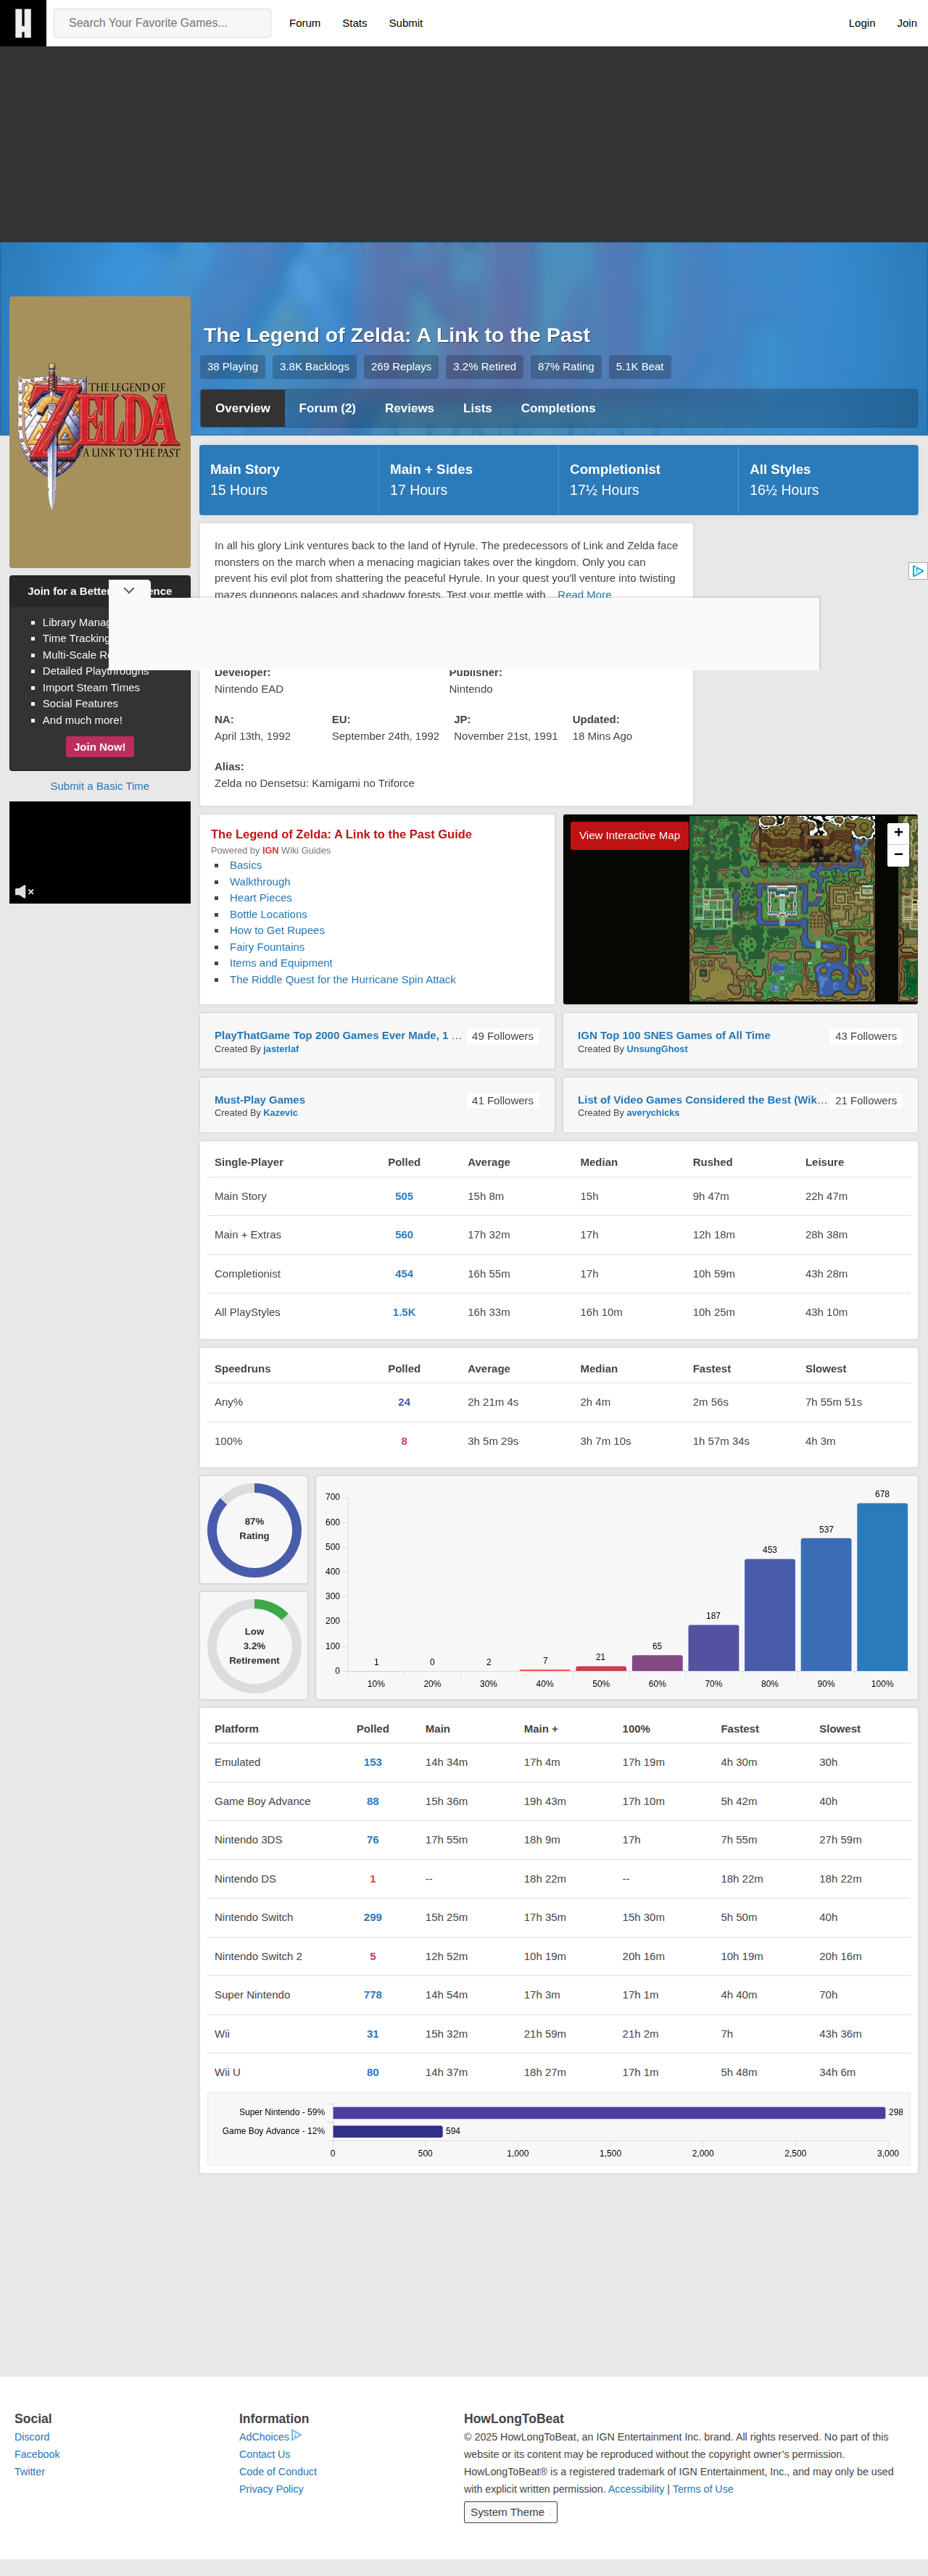 H
Search Your Favorite Games...
Forum
Stats
Submit
Login
Join
THE LEGEND OF
ZELDA
A LINK TO THE PAST
The Legend of Zelda: A Link to the Past
38 Playing
3.8K Backlogs
269 Replays
3.2% Retired
87% Rating
5.1K Beat
Overview
Forum (2)
Reviews
Lists
Completions
Main Story
15 Hours
Main + Sides
17 Hours
Completionist
17½ Hours
All Styles
16½ Hours
In all his glory Link ventures back to the land of Hyrule. The predecessors of Link and Zelda face
monsters on the march when a menacing magician takes over the kingdom. Only you can
prevent his evil plot from shattering the peaceful Hyrule. In your quest you'll venture into twisting
mazes dungeons palaces and shadowy forests. Test your mettle with ...Read More
Developer:
Nintendo EAD
Publisher:
Nintendo
NA:
April 13th, 1992
EU:
September 24th, 1992
JP:
November 21st, 1991
Updated:
18 Mins Ago
Alias:
Zelda no Densetsu: Kamigami no Triforce
Join for a Better
Library
Time Tracking
Multi-Scale
Detailed Playthroughs
Import Steam Times
Social Features
And much more!
Join Now!
Submit a Basic Time
The Legend of Zelda: A Link to the Past Guide
Powered by IGN Wiki Guides
Basics
Walkthrough
Heart Pieces
Bottle Locations
How to Get Rupees
Fairy Fountains
Items and Equipment
The Riddle Quest for the Hurricane Spin Attack
View Interactive Map
+
−
PlayThatGame Top 2000 Games Ever Made, 1 ...
Created By jasterlaf
49 Followers
IGN Top 100 SNES Games of All Time
Created By UnsungGhost
43 Followers
Must-Play Games
Created By Kazevic
41 Followers
List of Video Games Considered the Best (Wik...
Created By averychicks
21 Followers
Single-Player Polled Average Median Rushed Leisure
Main Story 505 15h 8m 15h 9h 47m 22h 47m
Main + Extras 560 17h 32m 17h 12h 18m 28h 38m
Completionist 454 16h 55m 17h 10h 59m 43h 28m
All PlayStyles 1.5K 16h 33m 16h 10m 10h 25m 43h 10m
Speedruns Polled Average Median Fastest Slowest
Any% 24 2h 21m 4s 2h 4m 2m 56s 7h 55m 51s
100% 8 3h 5m 29s 3h 7m 10s 1h 57m 34s 4h 3m
87%
Rating
Low
3.2%
Retirement
700
600
500
400
300
200
100
0
1 0 2 7 21 65 187 453 537 678
10% 20% 30% 40% 50% 60% 70% 80% 90% 100%
Platform Polled Main Main + 100% Fastest Slowest
Emulated 153 14h 34m 17h 4m 17h 19m 4h 30m 30h
Game Boy Advance 88 15h 36m 19h 43m 17h 10m 5h 42m 40h
Nintendo 3DS 76 17h 55m 18h 9m 17h 7h 55m 27h 59m
Nintendo DS 1 -- 18h 22m -- 18h 22m 18h 22m
Nintendo Switch 299 15h 25m 17h 35m 15h 30m 5h 50m 40h
Nintendo Switch 2 5 12h 52m 10h 19m 20h 16m 10h 19m 20h 16m
Super Nintendo 778 14h 54m 17h 3m 17h 1m 4h 40m 70h
Wii 31 15h 32m 21h 59m 21h 2m 7h 43h 36m
Wii U 80 14h 37m 18h 27m 17h 1m 5h 48m 34h 6m
Super Nintendo - 59% 298
Game Boy Advance - 12% 594
0 500 1,000 1,500 2,000 2,500 3,000
Social
Discord
Facebook
Twitter
Information
AdChoices
Contact Us
Code of Conduct
Privacy Policy
HowLongToBeat
© 2025 HowLongToBeat, an IGN Entertainment Inc. brand. All rights reserved. No part of this
website or its content may be reproduced without the copyright owner's permission.
HowLongToBeat® is a registered trademark of IGN Entertainment, Inc., and may only be used
with explicit written permission. Accessibility | Terms of Use
System Theme